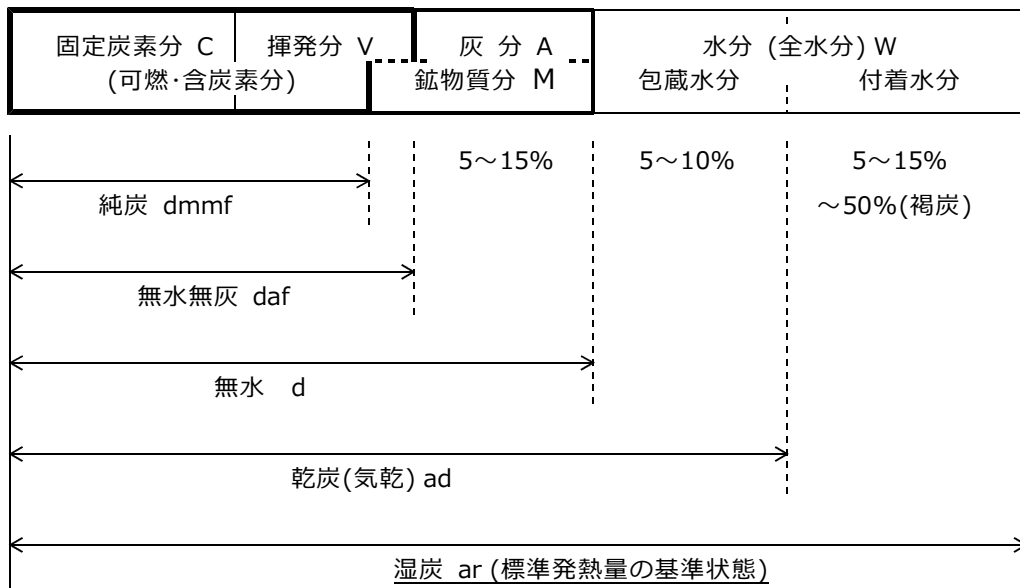 固定炭素分 C 揮発分 V 灰 分 A 水分 (全水分) W
(可燃･含炭素分) 鉱物質分 M 包蔵水分 付着水分
5～15% 5～10% 5～15%
純炭 dmmf ～50%(褐炭)
無水無灰 daf
無水 d
乾炭(気乾) ad
湿炭 ar (標準発熱量の基準状態)